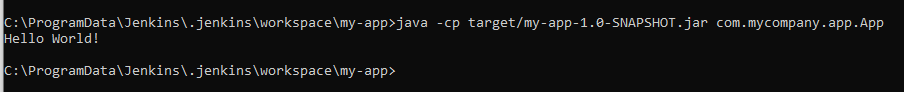 C:\ProgramData\Jenkins\.jenkins\workspace\my-app>java -cp target/my-app-1.0-SNAPSHOT.jar com.mycompany.app.App
Hello World!
C:\ProgramData\Jenkins\.jenkins\workspace\my-app>